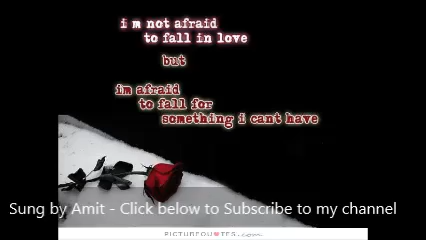 i m not afraid
to fall in love
but
im afraid
to fall for
something i cant have
Sung by Amit - Click below to Subscribe to my channel
PICTUREQUOTES.com